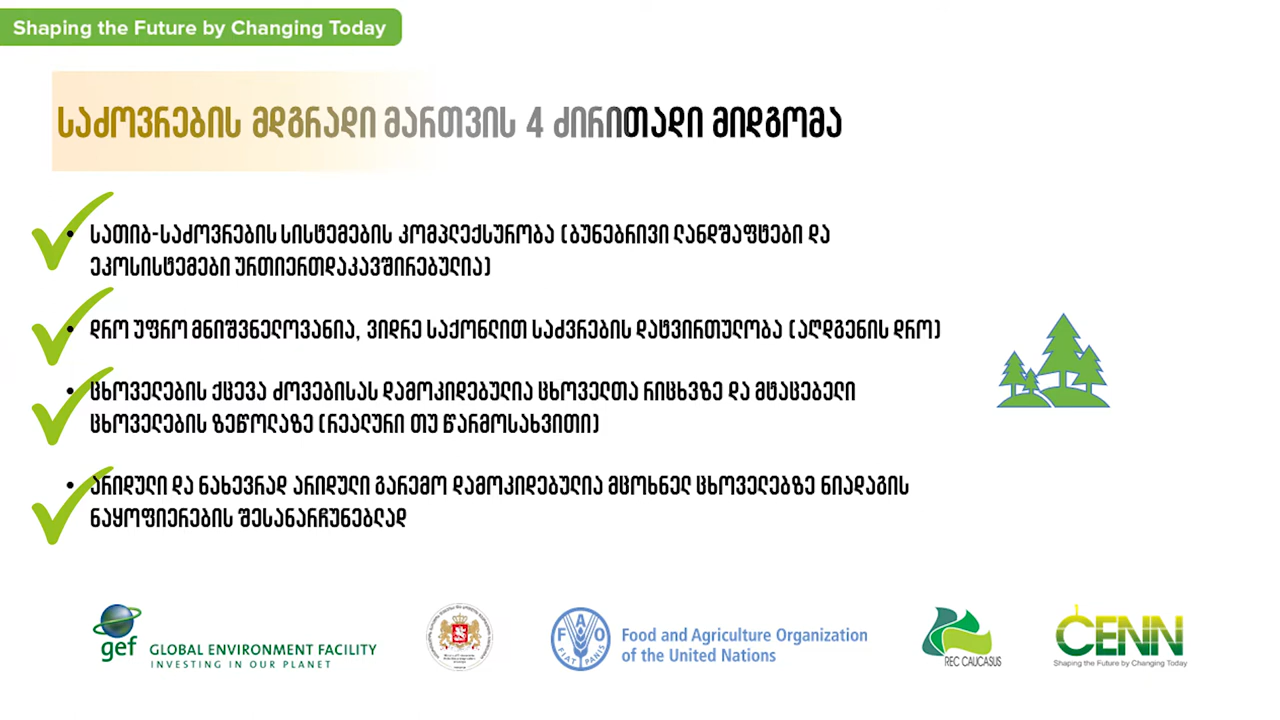 Shaping the Future by Changing Today
საძოვრების მდგრადი მართვის 4 ძირითადი მიდგომა
• სათიბ-საძოვრების სისტემების კომპლექსურობა (ბუნებრივი ლანდშაფტები და
ეკოსისტემები ურთიერთდაკავშირებულია)
• დრო უფრო მნიშვნელოვანია, ვიდრე საქონლით საძვრების დატვირთულობა (აღდგენის დრო)
• ცხოველების ქცევა ძოვებისას დამოკიდებულია ცხოველთა რიცხვზე და მტაცებელი
ცხოველების ზეწოლაზე (რეალური თუ წარმოსახვითი)
• არიდული და ნახევრად არიდული გარემო დამოკიდებულია მცოხნელ ცხოველებზე ნიადაგის
ნაყოფიერების შესანარჩუნებლად
gef GLOBAL ENVIRONMENT FACILITY
INVESTING IN OUR PLANET
FAO
FIAT PANIS
Food and Agriculture Organization
of the United Nations
REC CAUCASUS
CENN
Shaping the Future by Changing Today